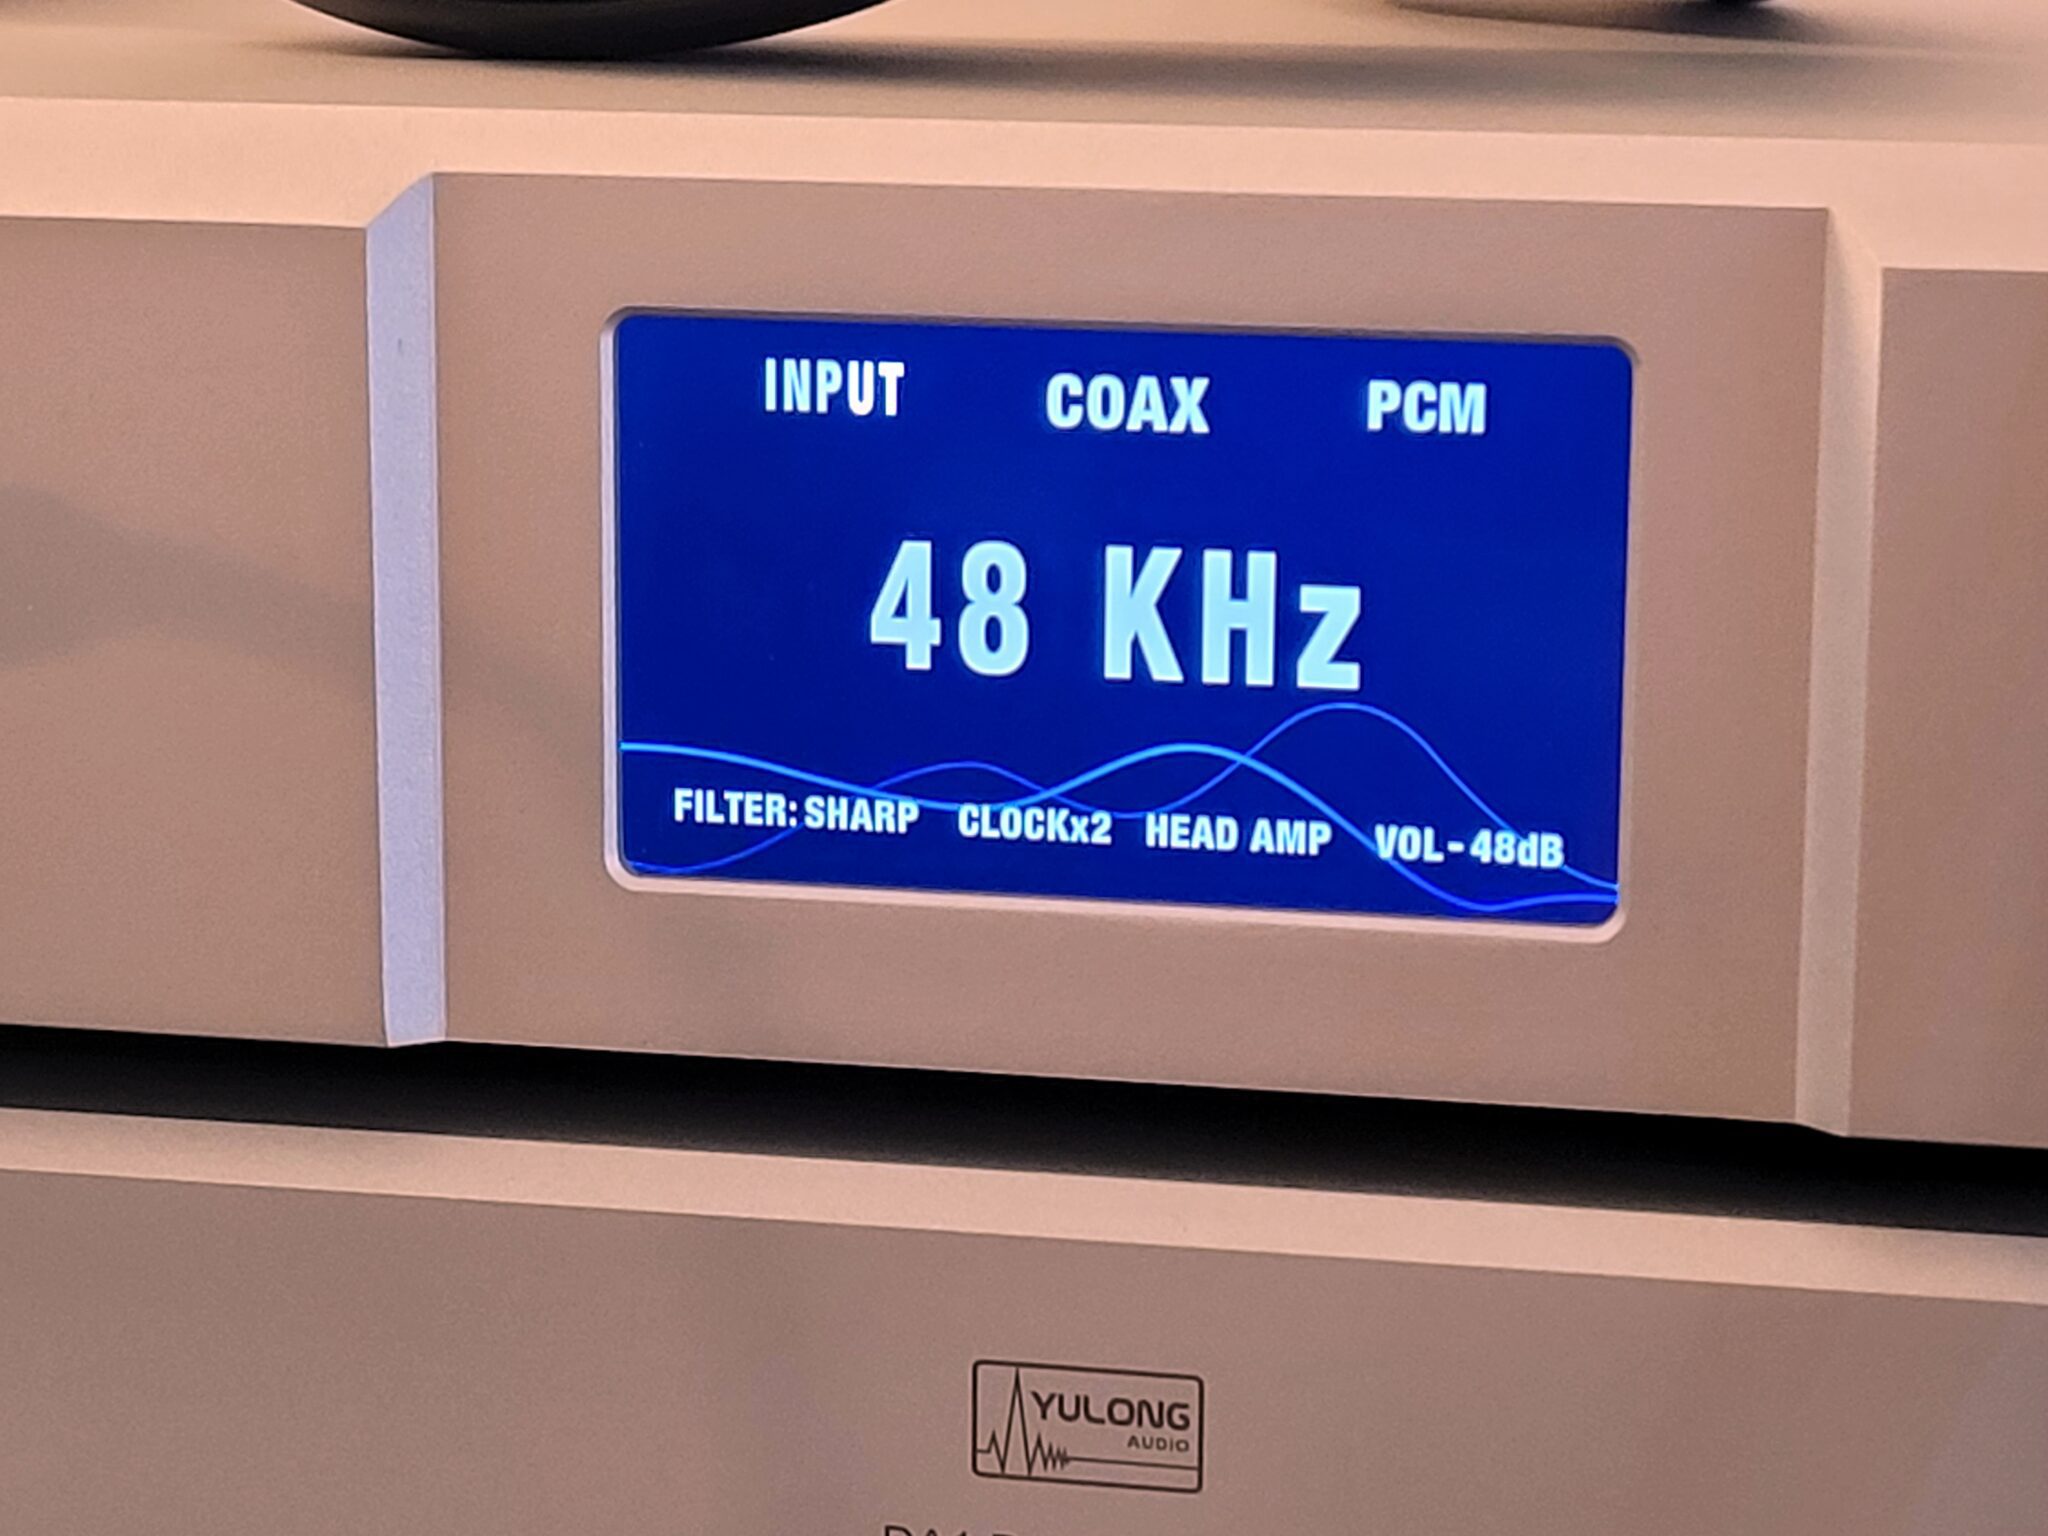 INPUT COAX PCM
48 KHz
FILTER: SHARP CLOCKx2 HEAD AMP VOL-48dB
YULONG
AUDIO